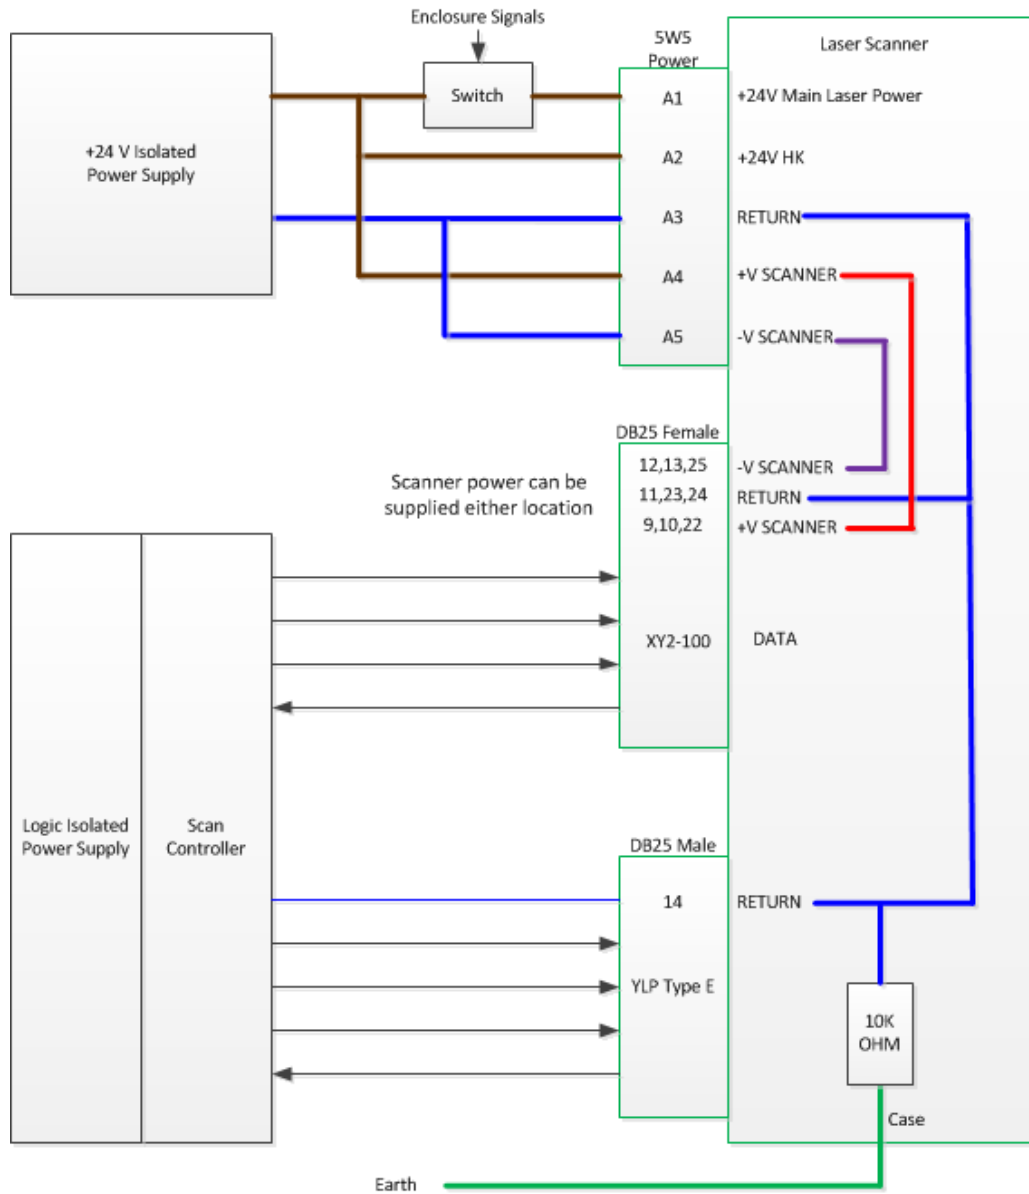 Enclosure Signals
5W5
Power
Laser Scanner
+24 V Isolated
Power Supply
Switch
A1
+24V Main Laser Power
A2
+24V HK
A3
RETURN
A4
+V SCANNER
A5
-V SCANNER
DB25 Female
12,13,25
-V SCANNER
11,23,24
RETURN
9,10,22
+V SCANNER
Scanner power can be
supplied either location
XY2-100
DATA
Logic Isolated
Power Supply
Scan
Controller
DB25 Male
14
RETURN
YLP Type E
10K
OHM
Case
Earth